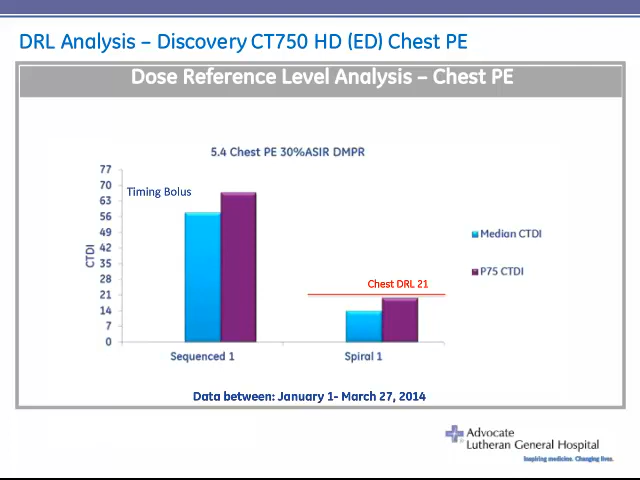 DRL Analysis – Discovery CT750 HD (ED) Chest PE
Dose Reference Level Analysis – Chest PE
5.4 Chest PE 30%ASIR DMPR
77
70
63
56
49
42
35
28
21
14
7
0
CTDI
Timing Bolus
Chest DRL 21
Median CTDI
P75 CTDI
Sequenced 1
Spiral 1
Data between: January 1- March 27, 2014
Advocate
Lutheran General Hospital
Inspiring medicine. Changing lives.